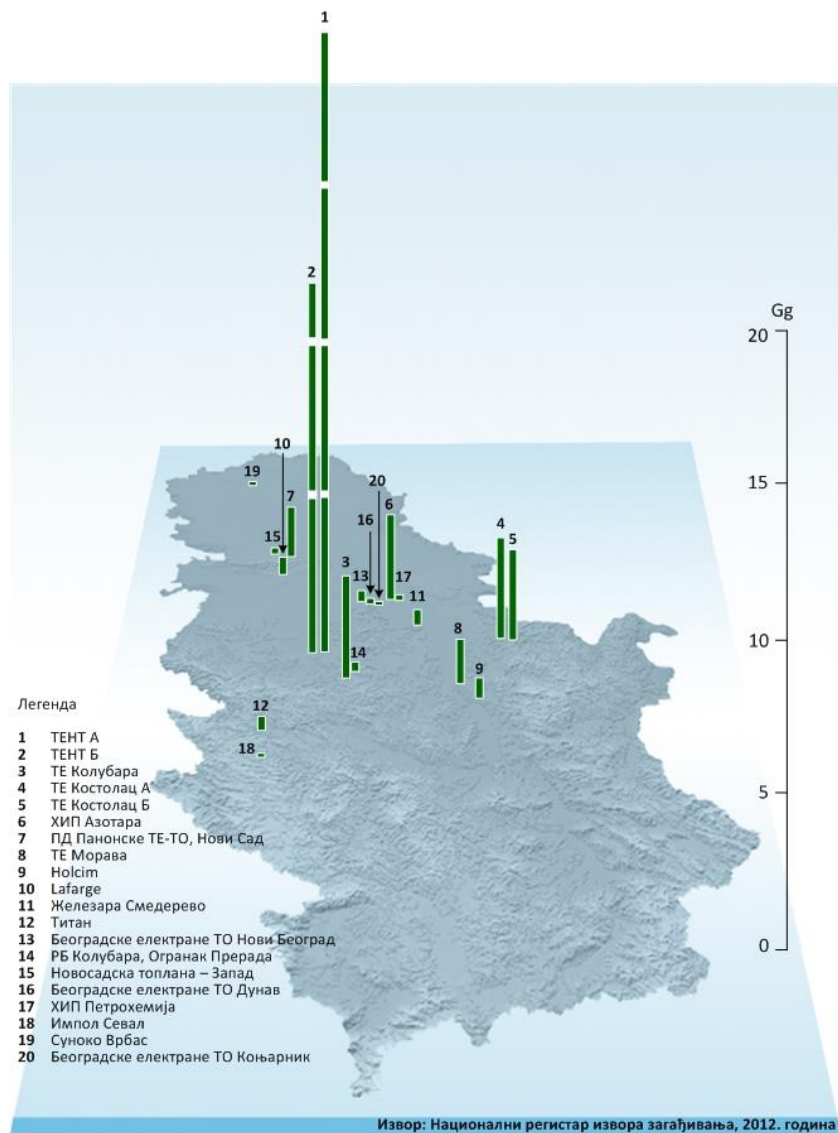 1
2
Gg
20
10
19
20
15
7
6
16
4
15
5
3
13
17
11
10
8
14
9
Легенда
12
18
1 ТЕНТ А
2 ТЕНТ Б
3 ТЕ Колубара
4 ТЕ Костолац А
5 ТЕ Костолац Б
5
6 ХИП Азотара
7 ПД Панонске ТЕ-ТО, Нови Сад
8 ТЕ Морава
9 Holcim
10 Lafarge
11 Железара Смедерево
12 Титан
13 Београдске електране ТО Нови Београд
0
14 РБ Колубара, Огранак Прерада
15 Новосадска топлана – Запад
16 Београдске електране ТО Дунав
17 ХИП Петрохемија
18 Импол Севал
19 Суноко Врбас
20 Београдске електране ТО Коњарник
Извор: Национални регистар извора загађивања, 2012. година